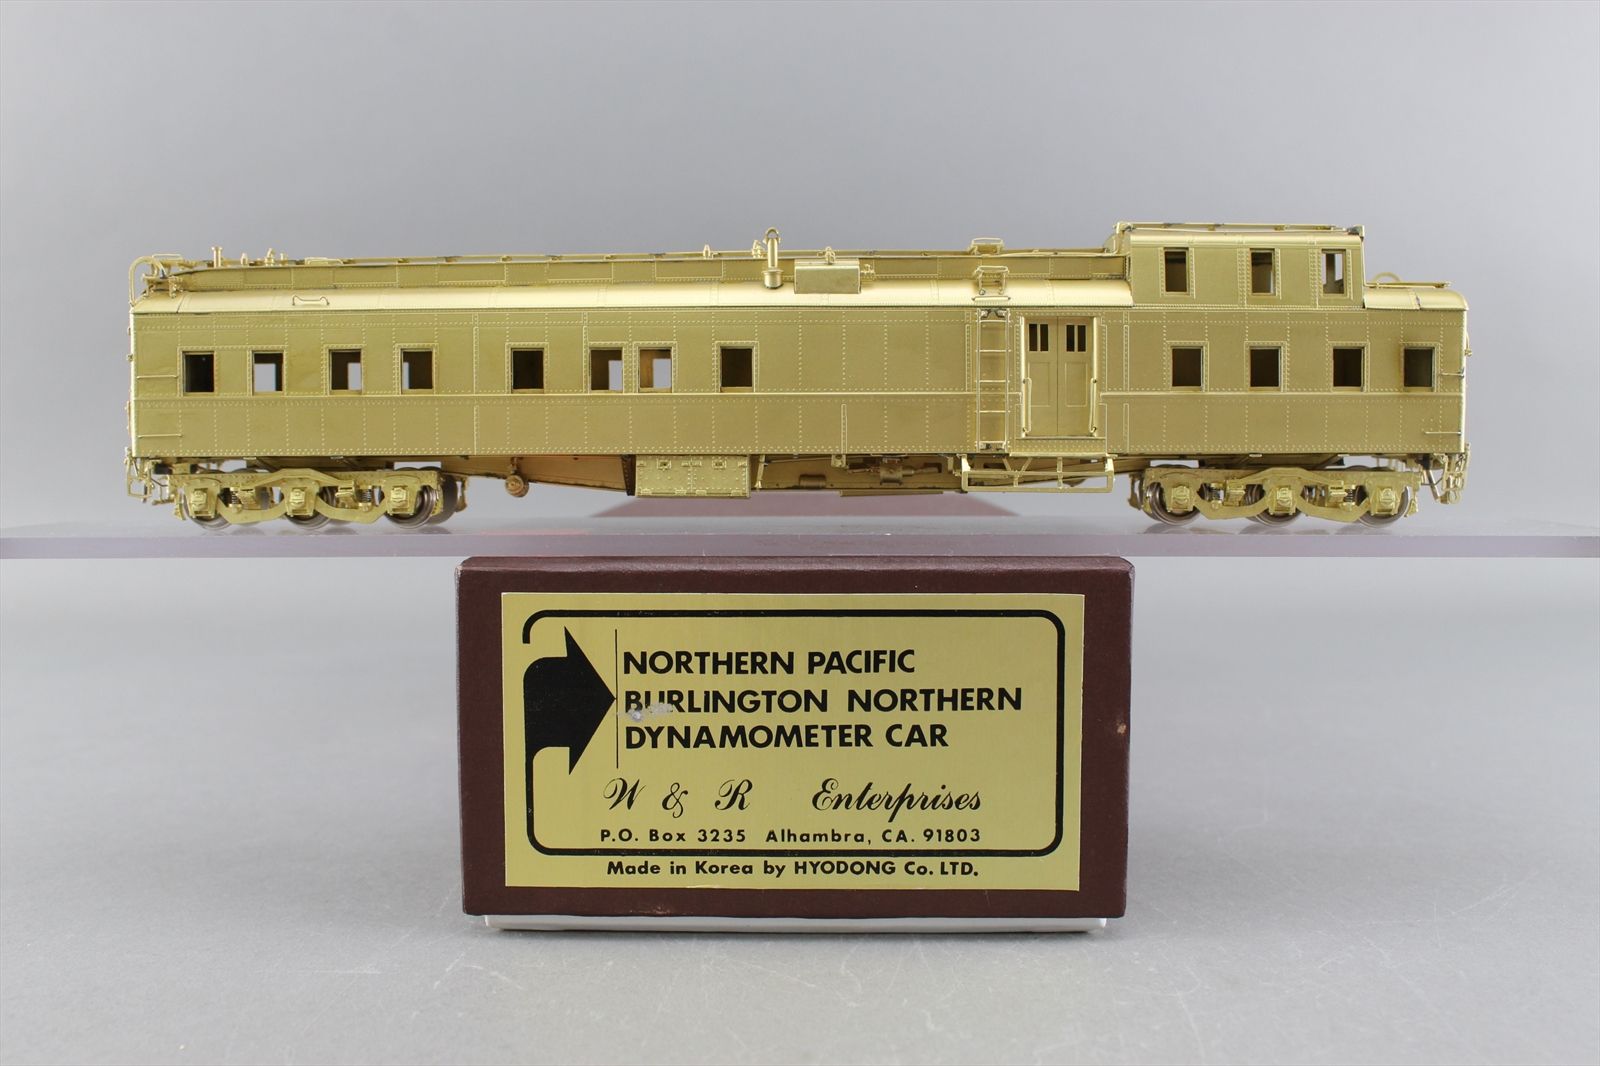 NORTHERN PACIFIC
BURLINGTON NORTHERN
DYNAMOMETER CAR
W & R Enterprises
P.O. Box 3235 Alhambra, CA. 91803
Made in Korea by HYODONG Co. LTD.